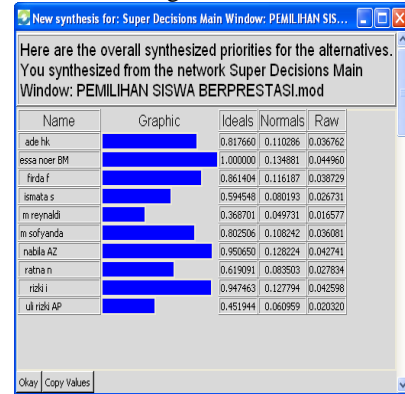 New synthesis for: Super Decisions Main Window: PEMILIHAN SIS...
Here are the overall synthesized priorities for the alternatives.
You synthesized from the network Super Decisions Main
Window: PEMILIHAN SISWA BERPRESTASI.mod
Name Graphic Ideals Normals Raw
ade hk 0.817660 0.110286 0.036762
essa noer BM 1.000000 0.134881 0.044960
firda f 0.861404 0.116187 0.038729
ismata s 0.594548 0.080193 0.026731
m reynaldi 0.368701 0.049731 0.016577
m sofyanda 0.802506 0.108242 0.036081
nabila AZ 0.950650 0.128224 0.042741
ratna n 0.619091 0.083503 0.027834
rizki i 0.947463 0.127794 0.042598
uli rizki AP 0.451944 0.060959 0.020320
Okay Copy Values